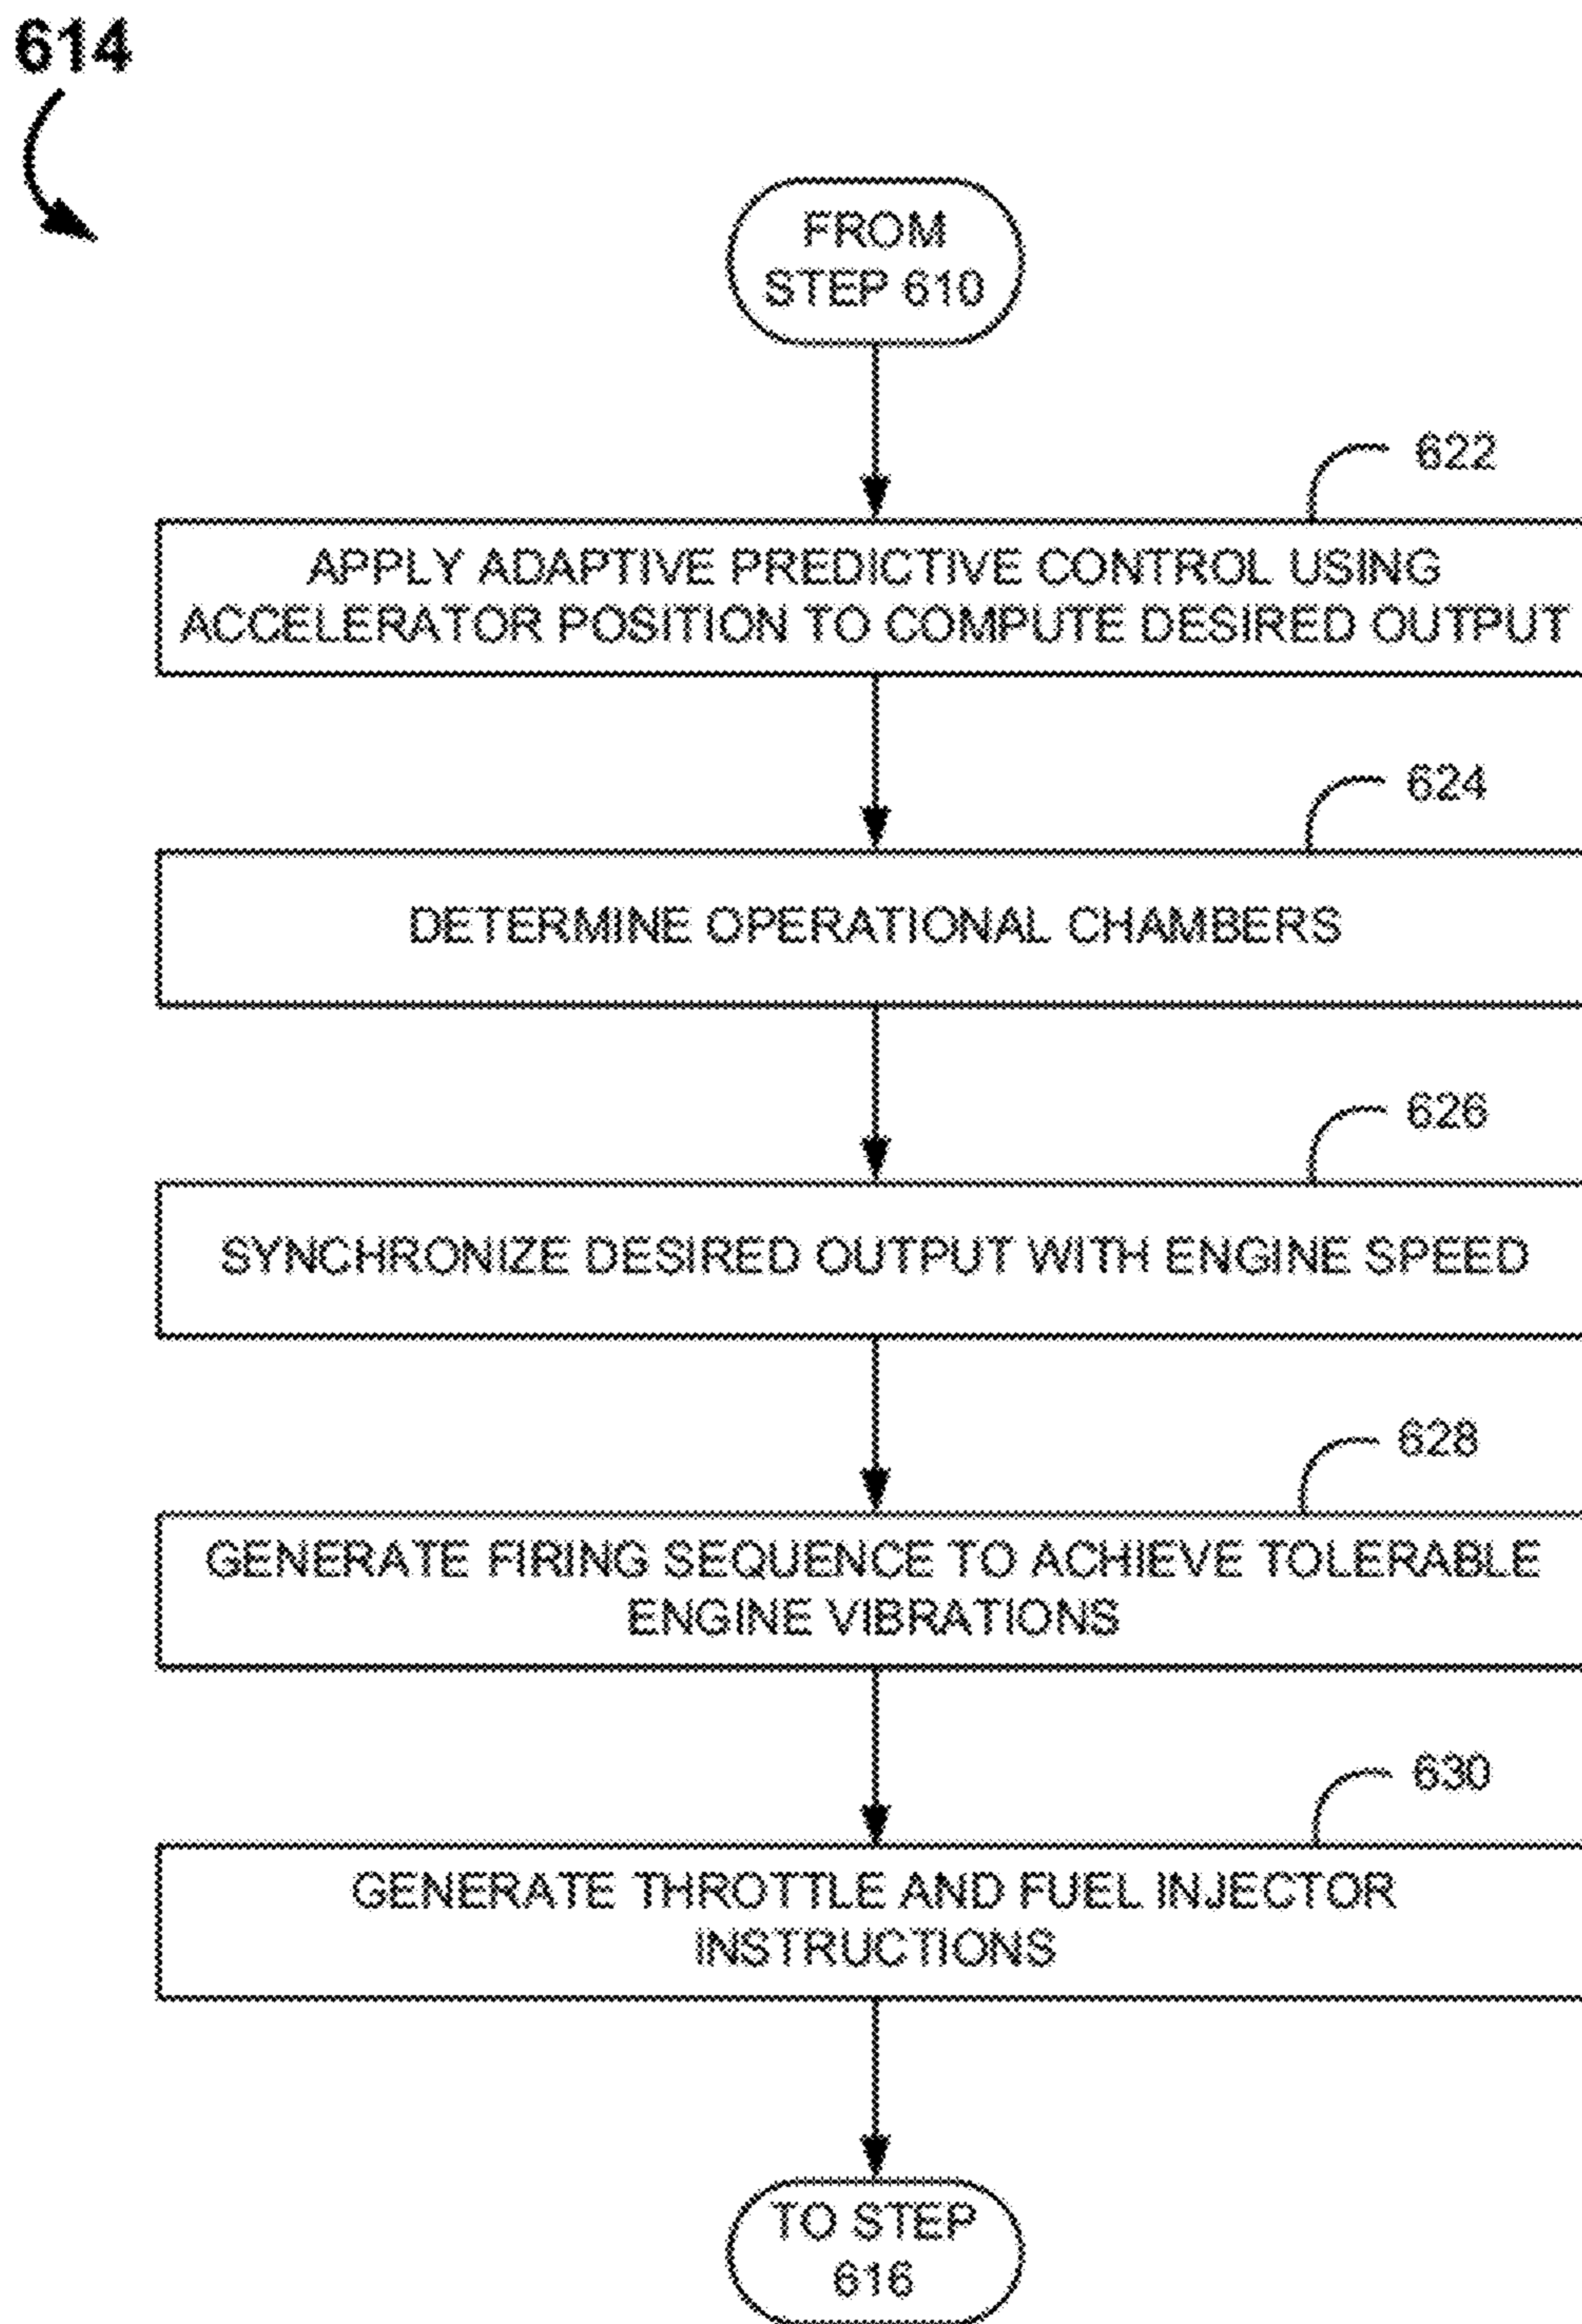 614
FROM
STEP 610
622
APPLY ADAPTIVE PREDICTIVE CONTROL USING
ACCELERATOR POSITION TO COMPUTE DESIRED OUTPUT
624
DETERMINE OPERATIONAL CHAMBERS
626
SYNCHRONIZE DESIRED OUTPUT WITH ENGINE SPEED
628
GENERATE FIRING SEQUENCE TO ACHIEVE TOLERABLE
ENGINE VIBRATIONS
630
GENERATE THROTTLE AND FUEL INJECTOR
INSTRUCTIONS
TO STEP
616